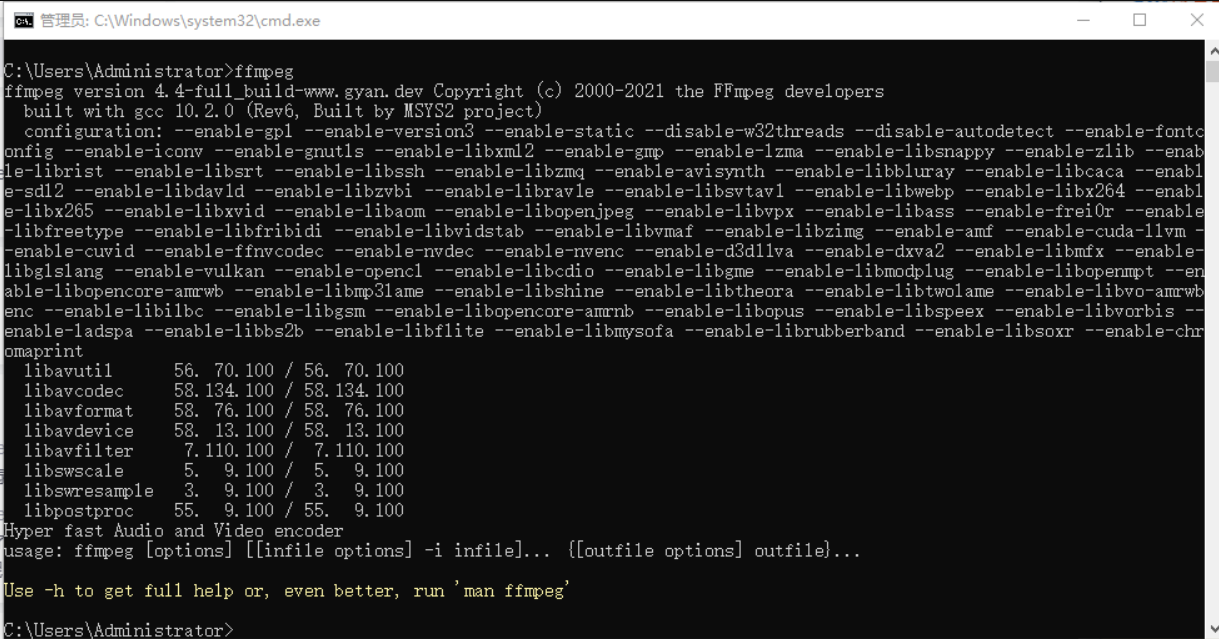 管理员: C:\Windows\system32\cmd.exe
C:\Users\Administrator>ffmpeg
ffmpeg version 4.4-full_build-www.gyan.dev Copyright (c) 2000-2021 the FFmpeg developers
  built with gcc 10.2.0 (Rev6, Built by MSYS2 project)
  configuration: --enable-gpl --enable-version3 --enable-static --disable-w32threads --disable-autodetect --enable-fontc
onfig --enable-iconv --enable-gnutls --enable-libxml2 --enable-gmp --enable-lzma --enable-libsnappy --enable-zlib --enab
le-librist --enable-libsrt --enable-libssh --enable-libzmq --enable-avisynth --enable-libbluray --enable-libcaca --enabl
e-sdl2 --enable-libdav1d --enable-libzvbi --enable-librav1e --enable-libsvtav1 --enable-libwebp --enable-libx264 --enabl
e-libx265 --enable-libxvid --enable-libaom --enable-libopenjpeg --enable-libvpx --enable-libass --enable-frei0r --enable
-libfreetype --enable-libfribidi --enable-libvidstab --enable-libvmaf --enable-libzimg --enable-amf --enable-cuda-llvm -
-enable-cuvid --enable-ffnvcodec --enable-nvdec --enable-nvenc --enable-d3d11va --enable-dxva2 --enable-libmfx --enable-
libglslang --enable-vulkan --enable-opencl --enable-libcdio --enable-libgme --enable-libmodplug --enable-libopenmpt --en
able-libopencore-amrwb --enable-libmp3lame --enable-libshine --enable-libtheora --enable-libtwolame --enable-libvo-amrwb
enc --enable-libilbc --enable-libgsm --enable-libopencore-amrnb --enable-libopus --enable-libspeex --enable-libvorbis --
enable-ladspa --enable-libbs2b --enable-libflite --enable-libmysofa --enable-librubberband --enable-libsoxr --enable-chr
omaprint
  libavutil      56. 70.100 / 56. 70.100
  libavcodec     58.134.100 / 58.134.100
  libavformat    58. 76.100 / 58. 76.100
  libavdevice    58. 13.100 / 58. 13.100
  libavfilter     7.110.100 /  7.110.100
  libswscale      5.  9.100 /  5.  9.100
  libswresample   3.  9.100 /  3.  9.100
  libpostproc    55.  9.100 / 55.  9.100
Hyper fast Audio and Video encoder
usage: ffmpeg [options] [[infile options] -i infile]... {[outfile options] outfile}...
Use -h to get full help or, even better, run 'man ffmpeg'
C:\Users\Administrator>